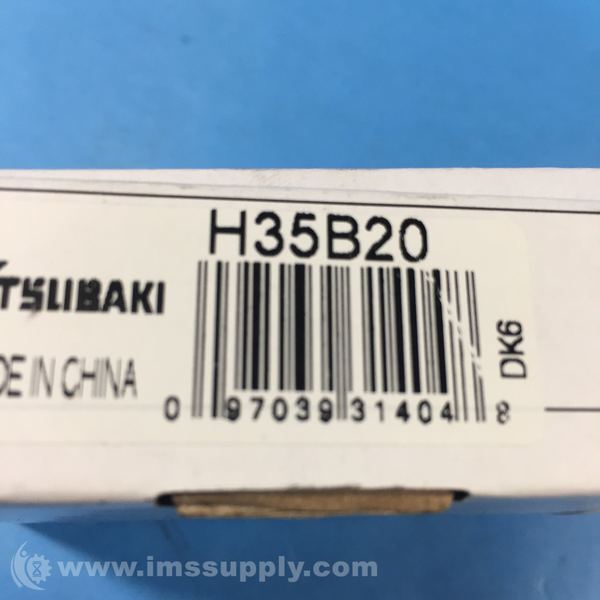 H35B20
TSUBAKI
DE IN CHINA
0 97039 31404 8
DK6
www.imssupply.com